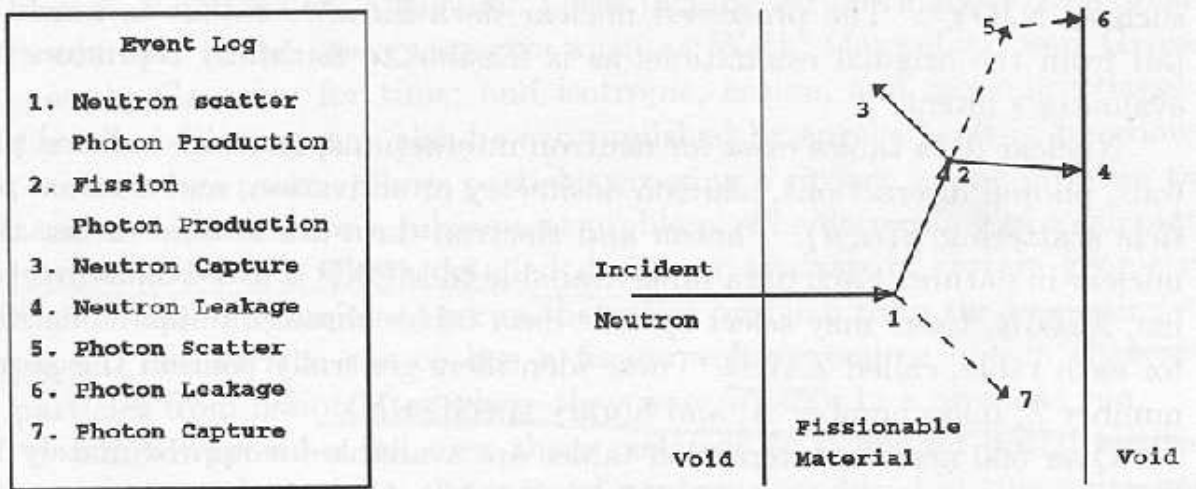 Event Log
1. Neutron scatter
Photon Production
2. Fission
Photon Production
3. Neutron Capture
4. Neutron Leakage
5. Photon Scatter
6. Photon Leakage
7. Photon Capture
5
6
3
2
4
Incident
Neutron
1
7
Fissionable
Void
Material
Void